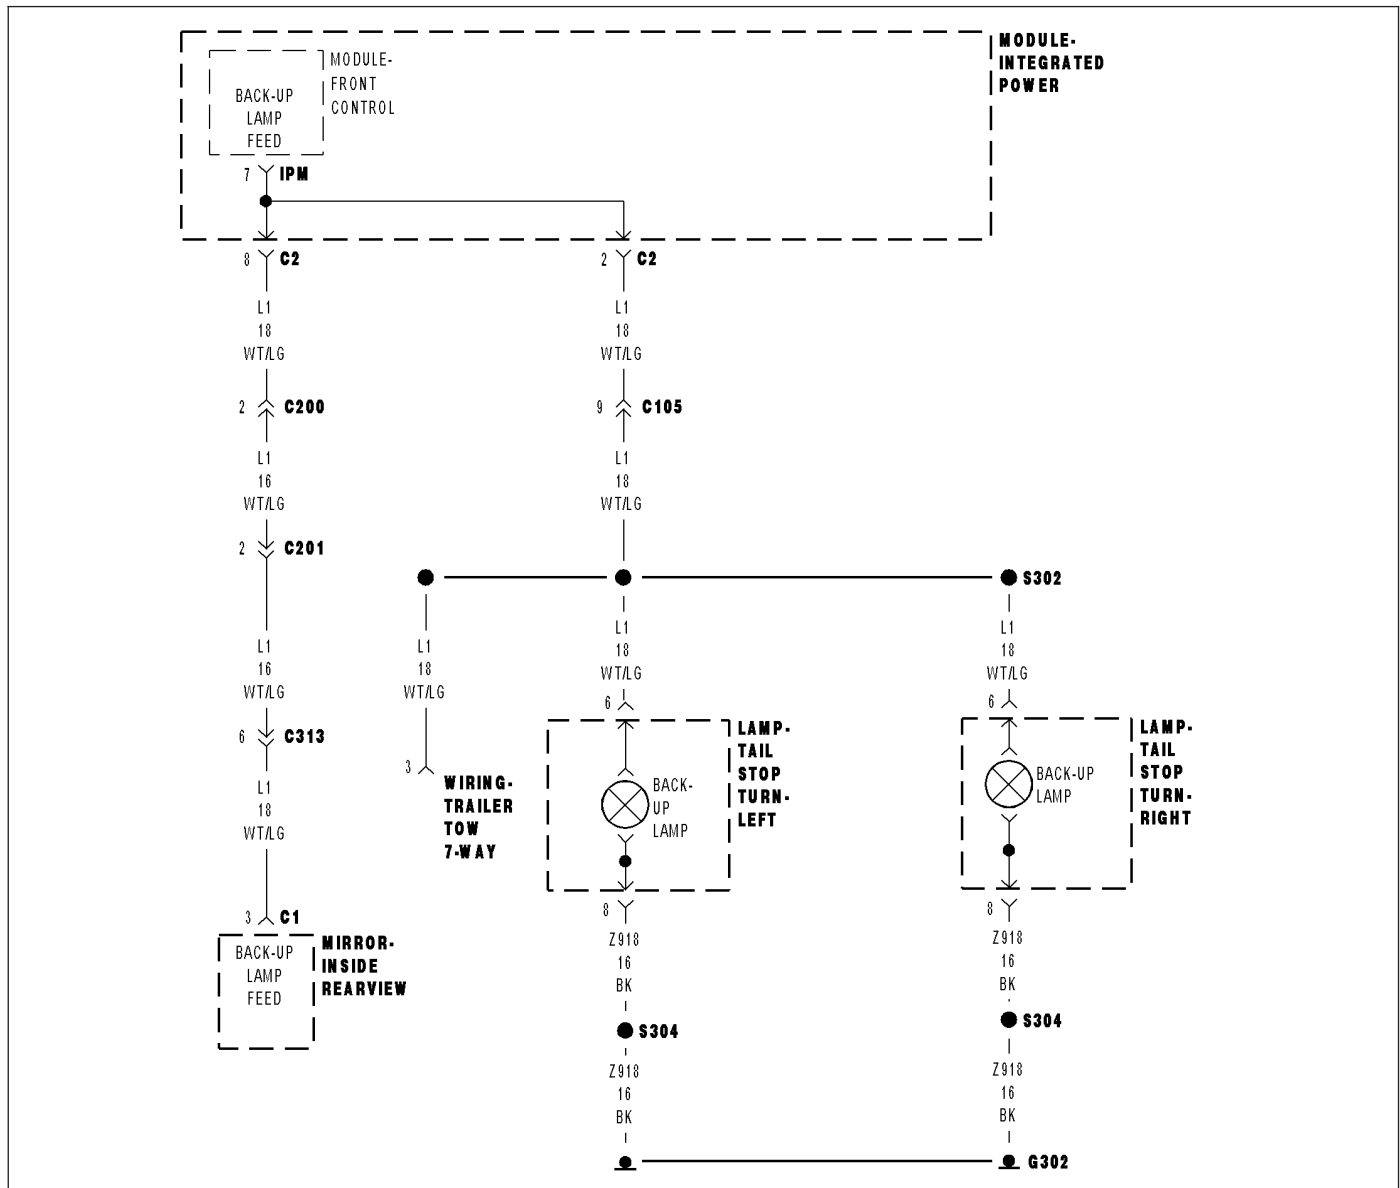 MODULE-
INTEGRATED
POWER
MODULE-
FRONT
CONTROL
BACK-UP
LAMP
FEED
7 IPM
8 C2
2 C2
L1
18
WT/LG
L1
18
WT/LG
2 C200
9 C105
L1
16
WT/LG
L1
18
WT/LG
2 C201
S302
L1
16
WT/LG
L1
18
WT/LG
L1
18
WT/LG
L1
18
WT/LG
6 C313
6
6
L1
18
WT/LG
3
WIRING-
TRAILER
TOW
7-WAY
LAMP-
TAIL
STOP
TURN-
LEFT
BACK-
UP
LAMP
LAMP-
TAIL
STOP
TURN-
RIGHT
BACK-UP
LAMP
3 C1
MIRROR-
INSIDE
REARVIEW
BACK-UP
LAMP
FEED
8
8
Z918
16
BK
Z918
16
BK
S304
S304
Z918
16
BK
Z918
16
BK
G302